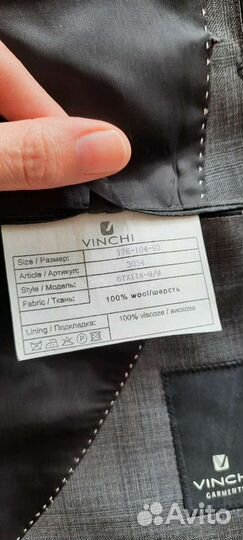 VINCHI
Size / Размер: 176-104-92
Article / Артикул:
Style / Модель:
Fabric / Ткань: 100% wool/шерсть
Lining / Подкладка: 100% viscoze / вискоза
VINCHI
GARMENT
Avito